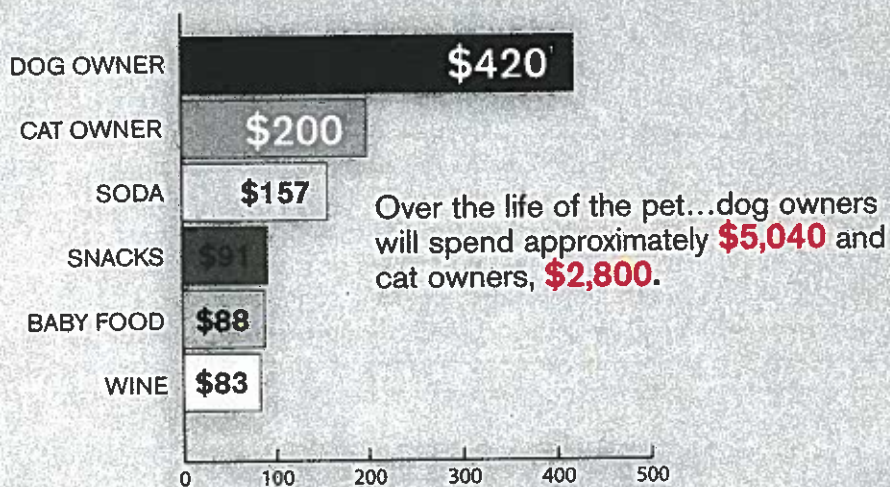 DOG OWNER $420¹
CAT OWNER $200
SODA $157
Over the life of the pet...dog owners
will spend approximately $5,040 and
cat owners, $2,800.
SNACKS $91
BABY FOOD $88
WINE $83
0 100 200 300 400 500